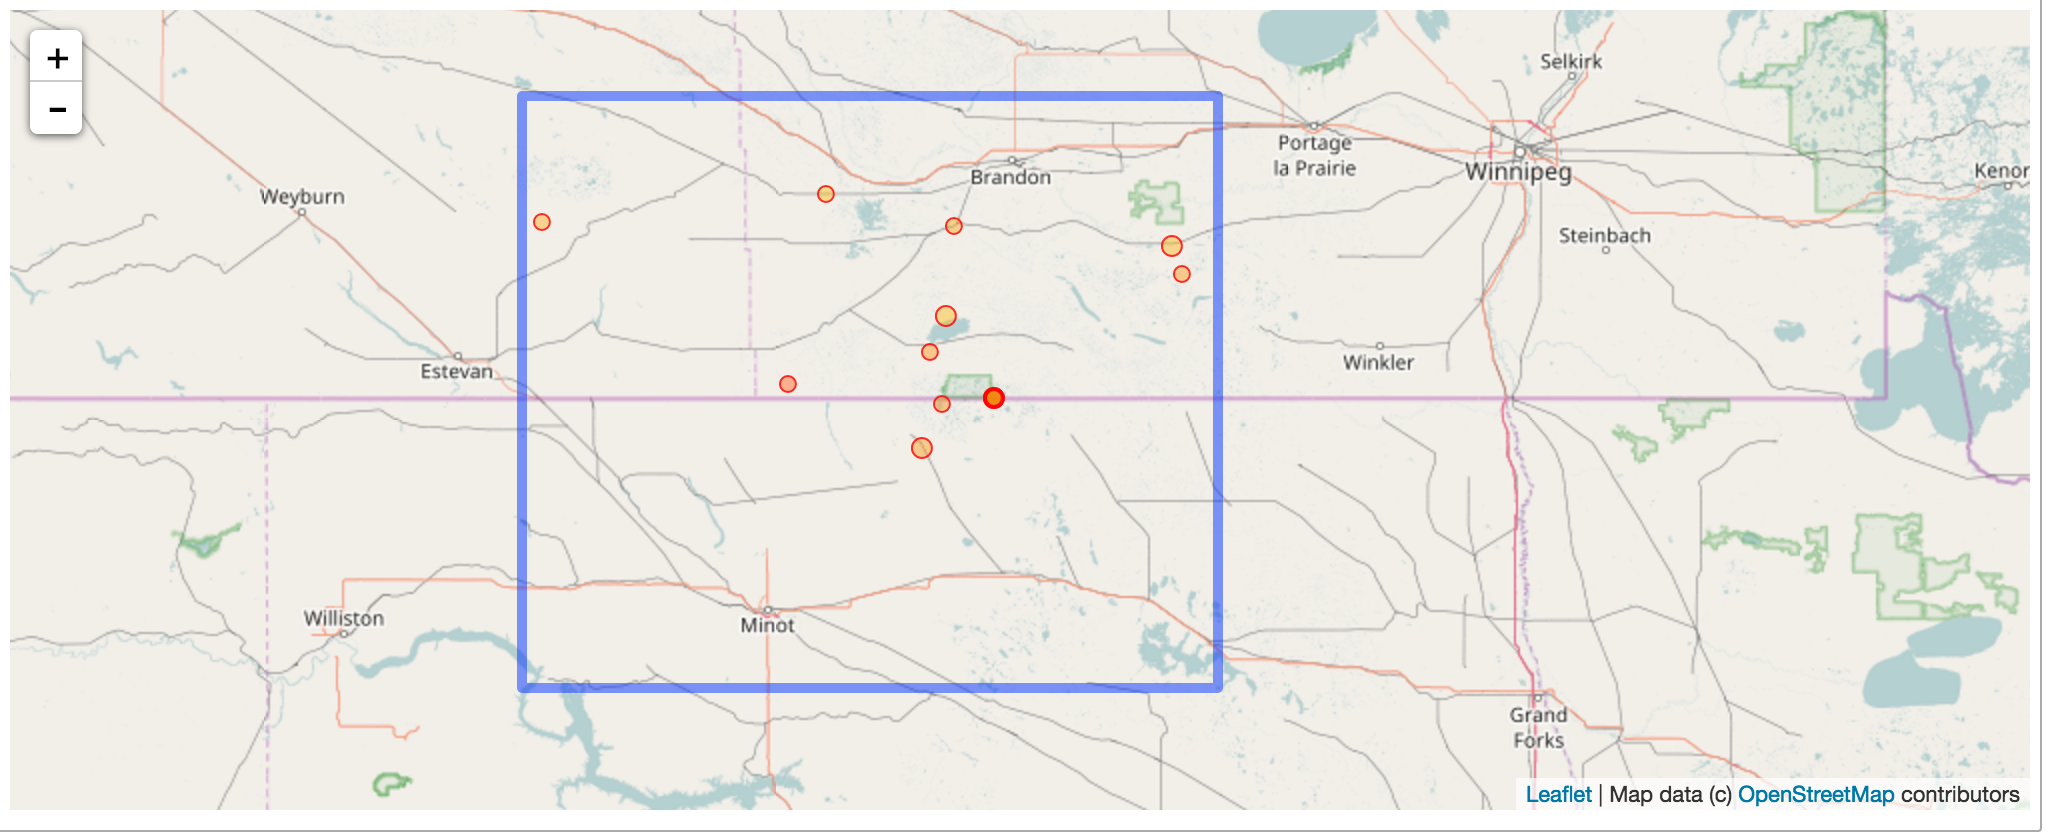 +
-
Selkirk
Portage
la Prairie
Winnipeg
Brandon
Kenor
Weyburn
Steinbach
Estevan
Winkler
Williston
Minot
Grand
Forks
Leaflet | Map data (c) OpenStreetMap contributors